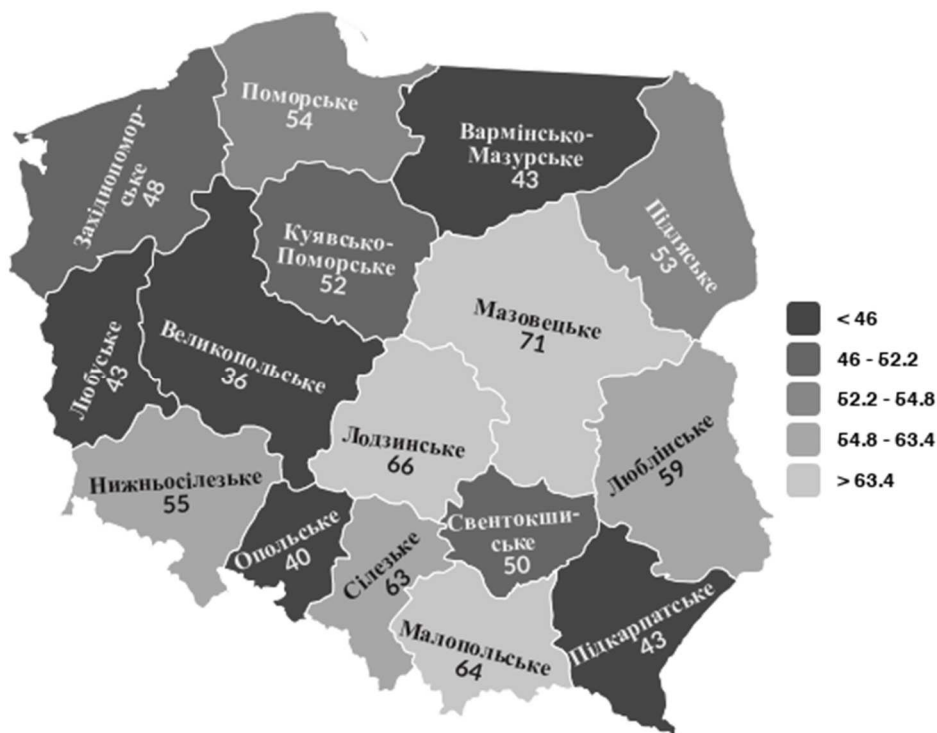 Поморське
54
Вармінсько-
Мазурське
43
Західнопомор-
ське
48
Підляське
53
Куявсько-
Поморське
52
Мазовецьке
71
Любуське
43
Великопольське
36
Лодзинське
66
Люблінське
59
Нижньосілезьке
55
Опольське
40
Сілезьке
63
Свентокши-
ське
50
Малопольське
64
Підкарпатське
43
< 46
46 - 52.2
52.2 - 54.8
54.8 - 63.4
> 63.4